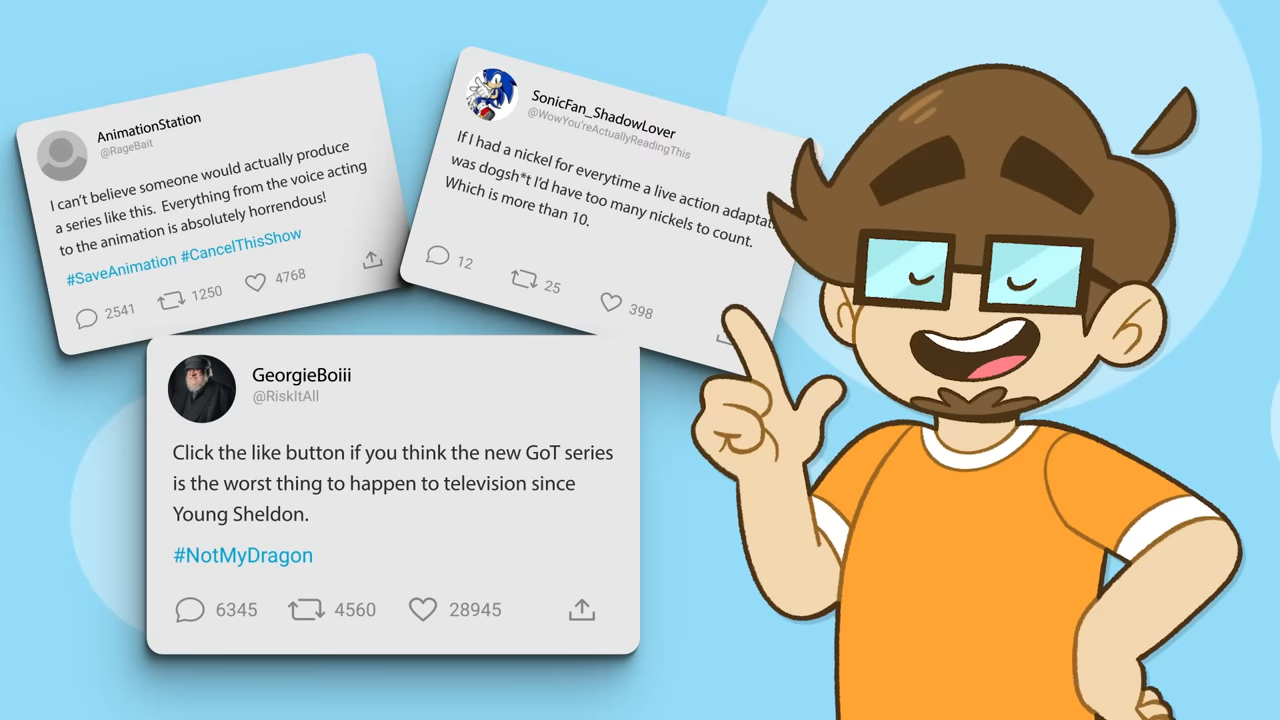 AnimationStation
@RageBait
I can't believe someone would actually produce
a series like this. Everything from the voice acting
to the animation is absolutely horrendous!
#SaveAnimation #CancelThisShow
2541 1250 4768
SonicFan_ShadowLover
@WowYou'reActuallyReadingThis
If I had a nickel for everytime a live action
was dogsh*t I'd have too many nickels to count.
Which is more than 10.
12 25 398
GeorgieBoiii
@RiskItAll
Click the like button if you think the new GoT series
is the worst thing to happen to television since
Young Sheldon.
#NotMyDragon
6345 4560 28945